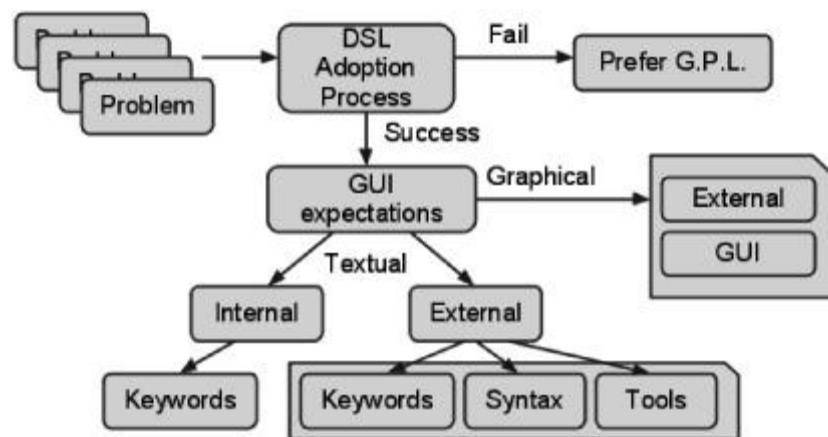 Problem
DSL
Adoption
Process
Fail
Prefer G.P.L.
Success
GUI
expectations
Graphical
External
GUI
Textual
Internal
External
Keywords
Keywords
Syntax
Tools